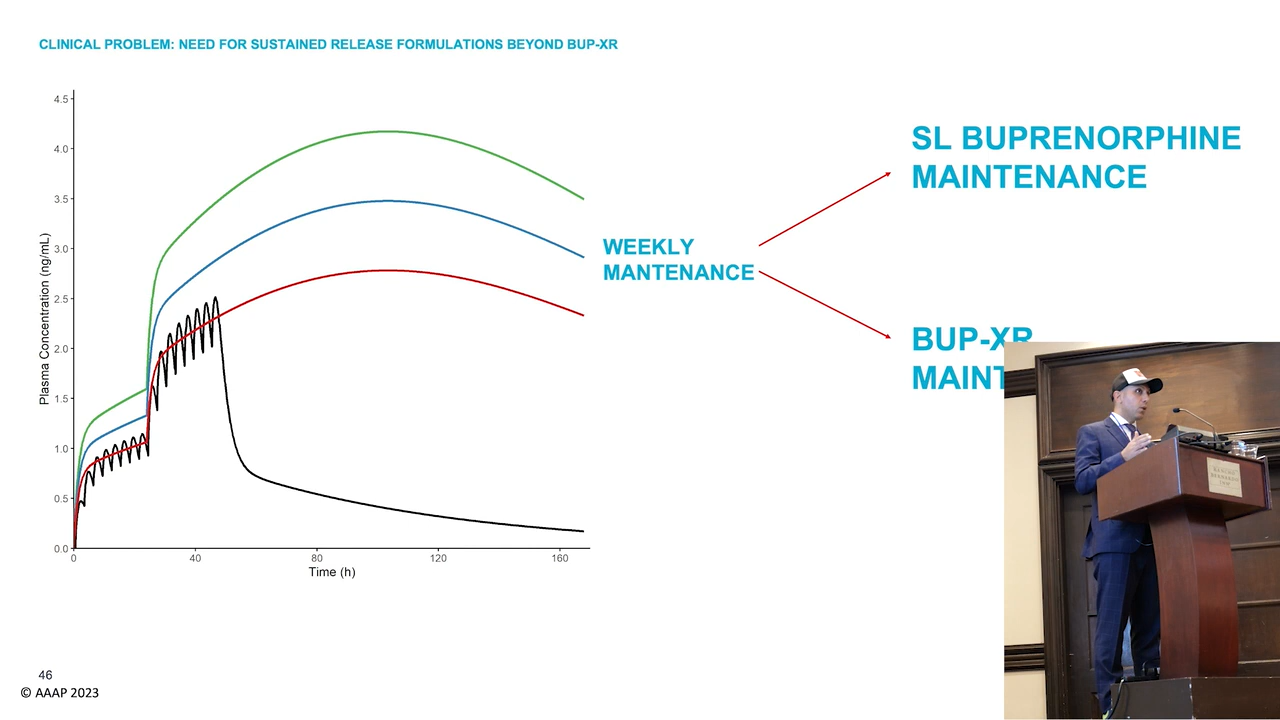 CLINICAL PROBLEM: NEED FOR SUSTAINED RELEASE FORMULATIONS BEYOND BUP-XR
4.5
4.0
3.5
3.0
2.5
2.0
1.5
1.0
0.5
0.0
Plasma Concentration (ng/mL)
0
40
80
120
160
Time (h)
WEEKLY
MANTENANCE
SL BUPRENORPHINE
MAINTENANCE
BUP-XR
MAINT
46
© AAAP 2023